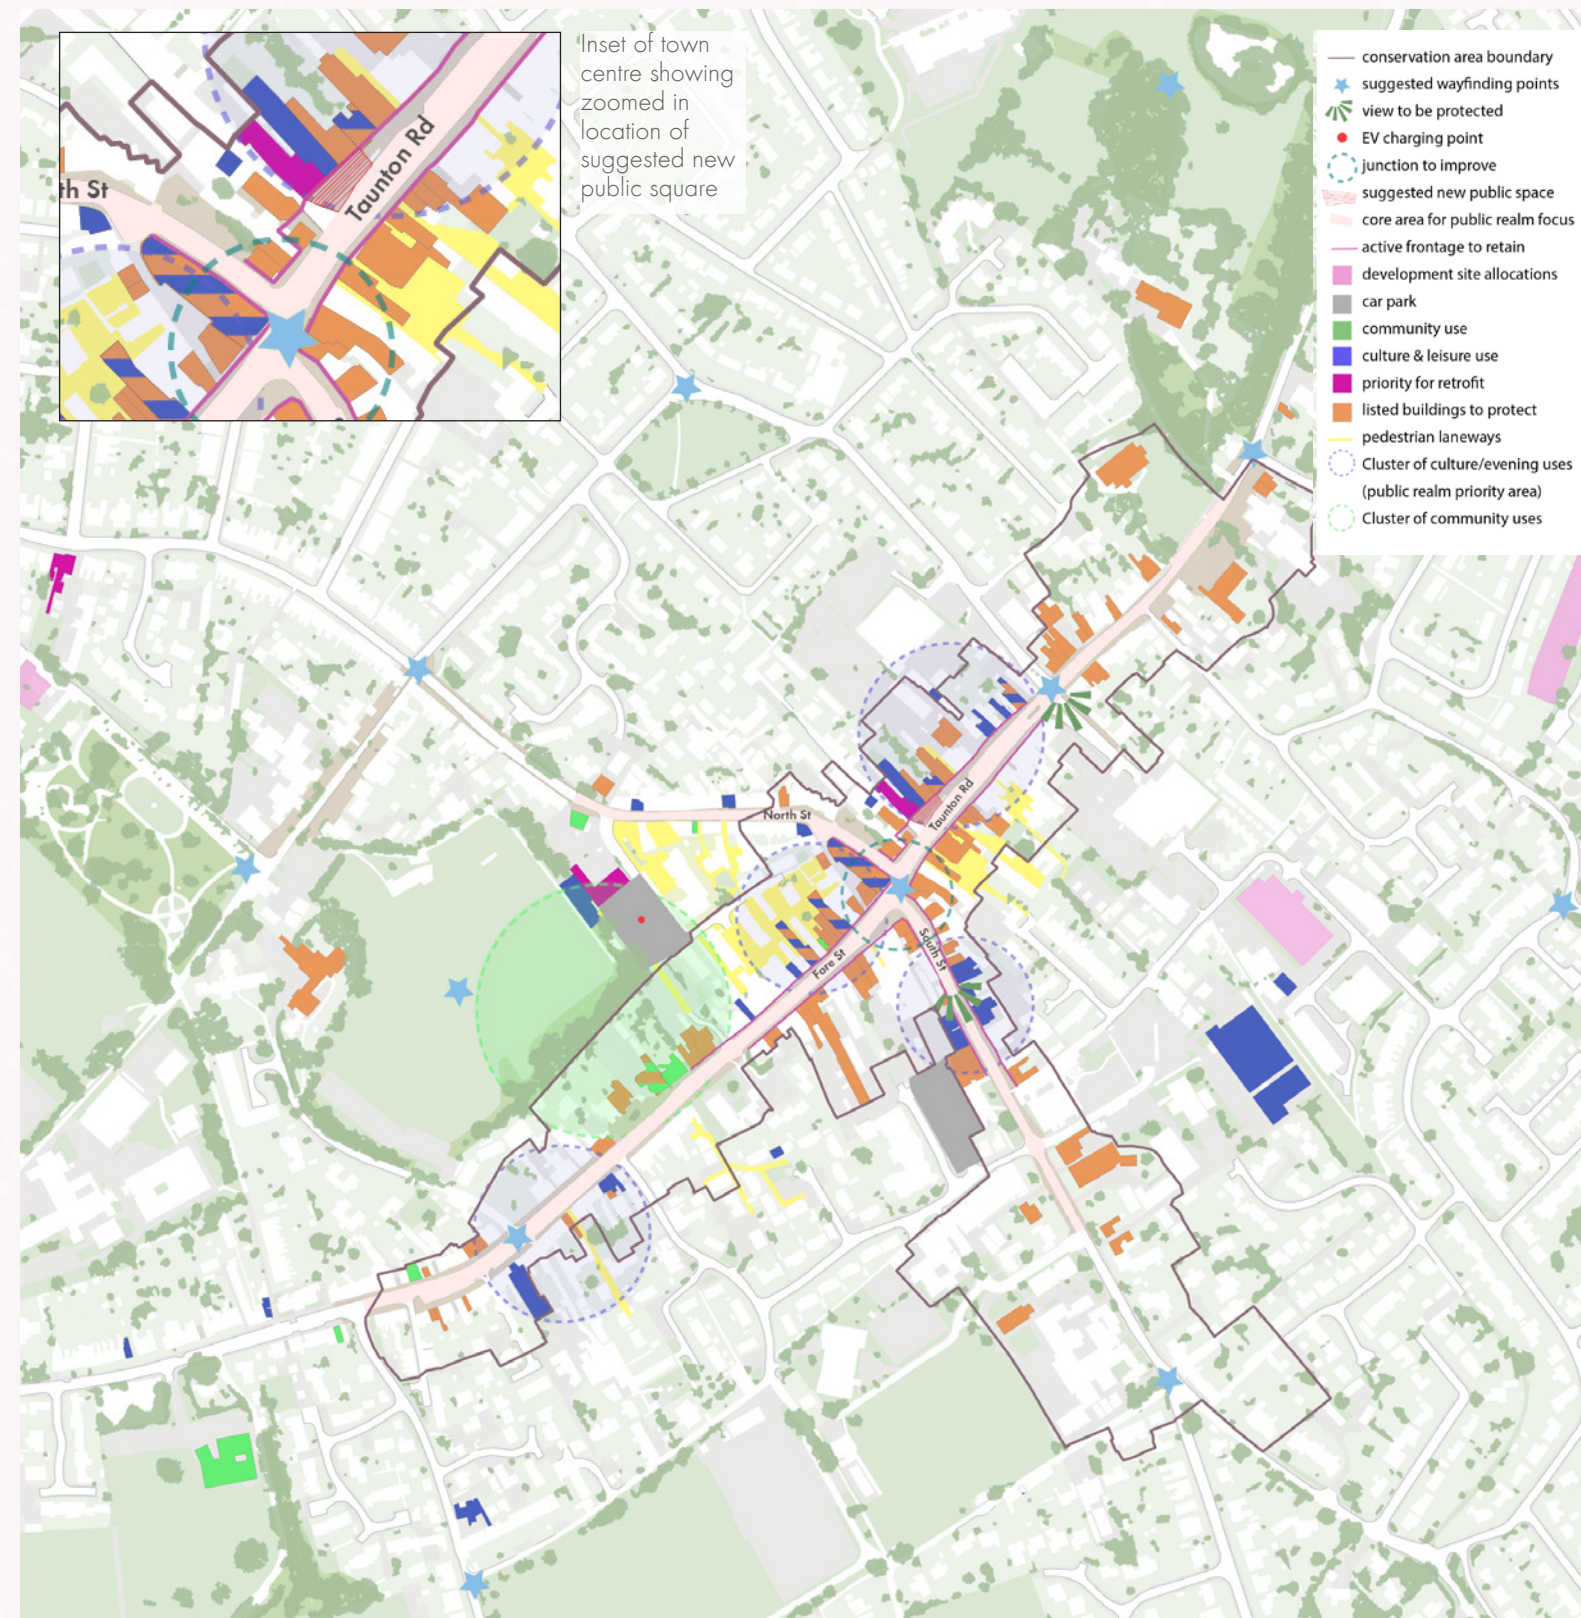 th St
Taunton Rd
Inset of town
centre showing
zoomed in
location of
suggested new
public square
conservation area boundary
suggested wayfinding points
view to be protected
EV charging point
junction to improve
suggested new public space
core area for public realm focus
active frontage to retain
development site allocations
car park
community use
culture & leisure use
priority for retrofit
listed buildings to protect
pedestrian laneways
Cluster of culture/evening uses
(public realm priority area)
Cluster of community uses
North St
Taunton Rd
Fore St
South St